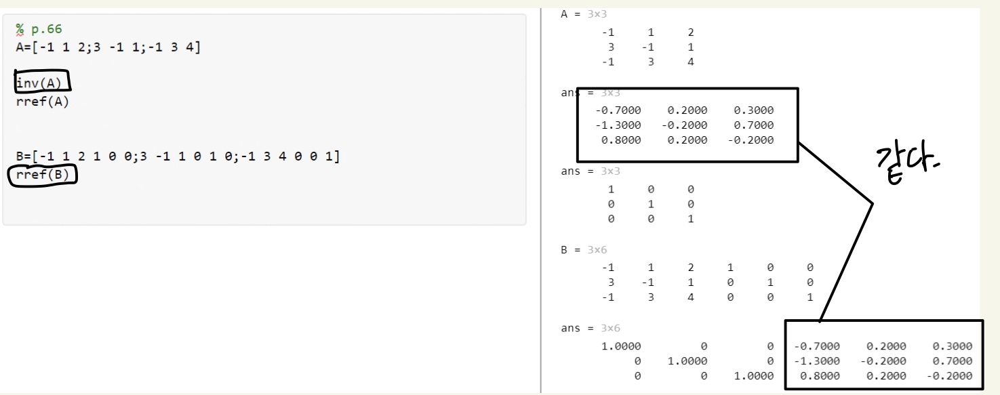 % p.66
A=[-1 1 2;3 -1 1;-1 3 4]
inv(A)
rref(A)
B=[-1 1 2 1 0 0;3 -1 1 0 1 0;-1 3 4 0 0 1]
rref(B)
A = 3×3
-1 1 2
3 -1 1
-1 3 4
ans = 3×3
-0.7000 0.2000 0.3000
-1.3000 -0.2000 0.7000
0.8000 0.2000 -0.2000
같다.
ans = 3×3
1 0 0
0 1 0
0 0 1
B = 3×6
-1 1 2 1 0 0
3 -1 1 0 1 0
-1 3 4 0 0 1
ans = 3×6
1.0000 0 0 -0.7000 0.2000 0.3000
0 1.0000 0 -1.3000 -0.2000 0.7000
0 0 1.0000 0.8000 0.2000 -0.2000